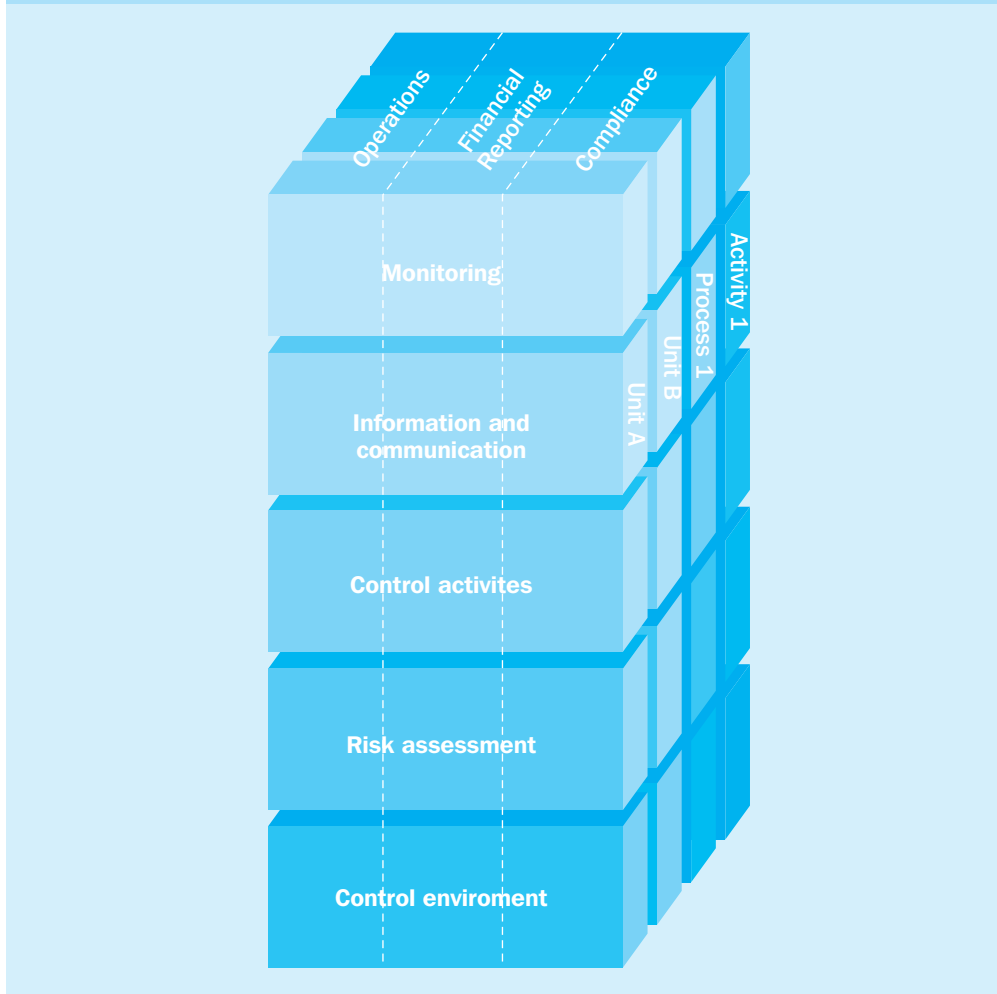 Operations
Financial
Reporting
Compliance
Monitoring
Information and
communication
Control activites
Risk assessment
Control enviroment
Unit A
Unit B
Process 1
Activity 1